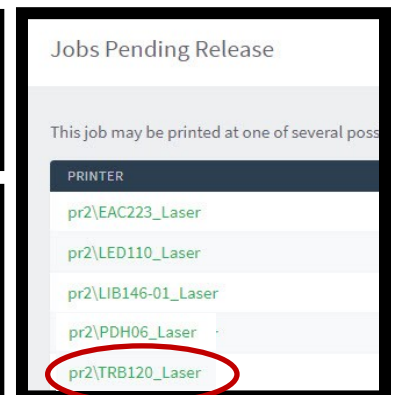 Jobs Pending Release
This job may be printed at one of several poss
PRINTER
pr2\EAC223_Laser
pr2\LED110_Laser
pr2\LIB146-01_Laser
pr2\PDH06_Laser
pr2\TRB120_Laser